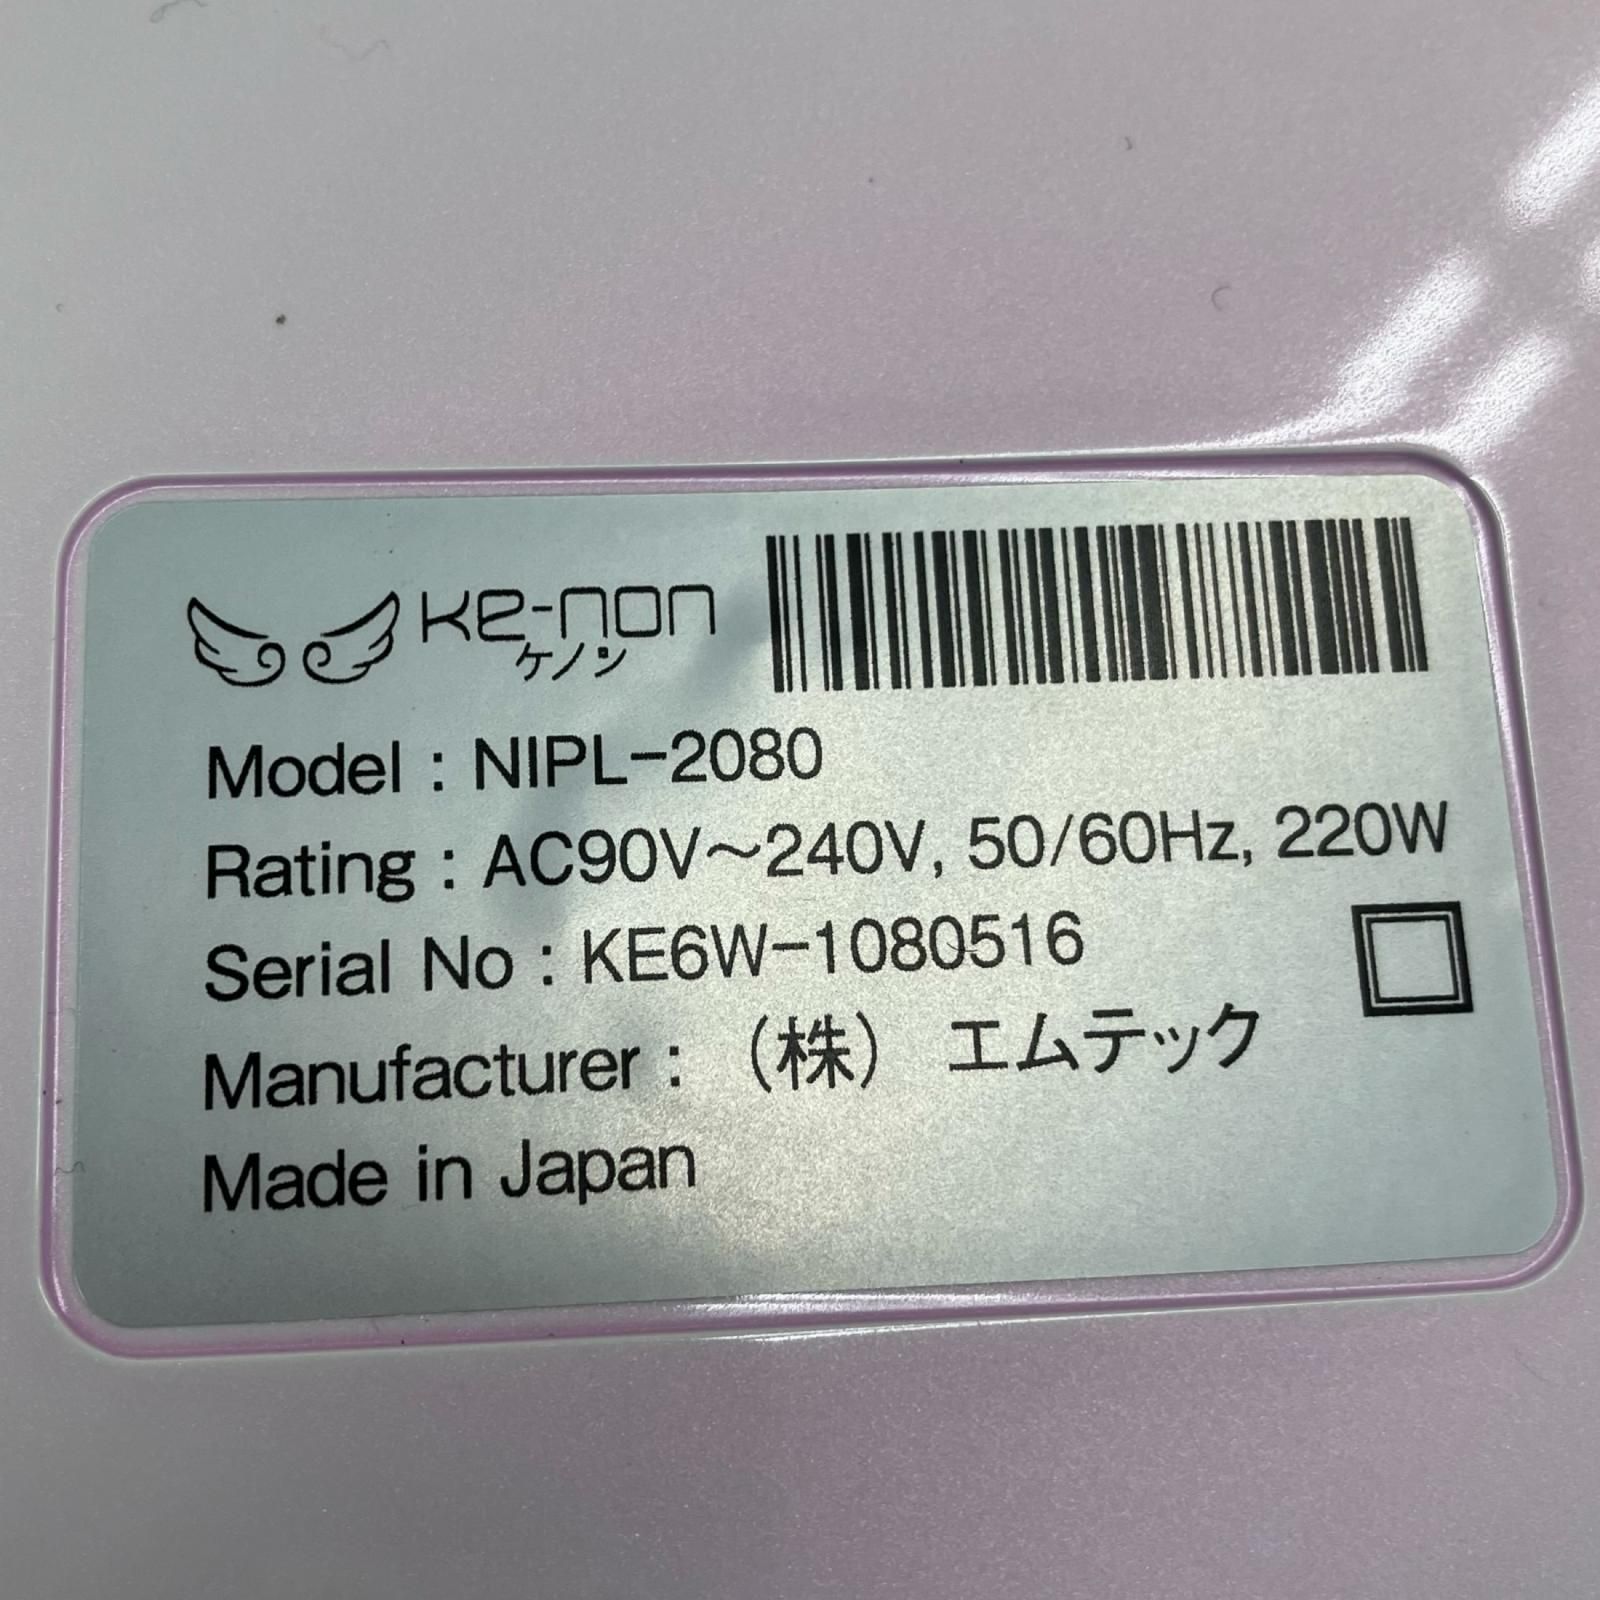 ke-non
ケノン
Model : NIPL-2080
Rating : AC90V～240V, 50/60Hz, 220W
Serial No : KE6W-1080516
Manufacturer : （株） エムテック
Made in Japan